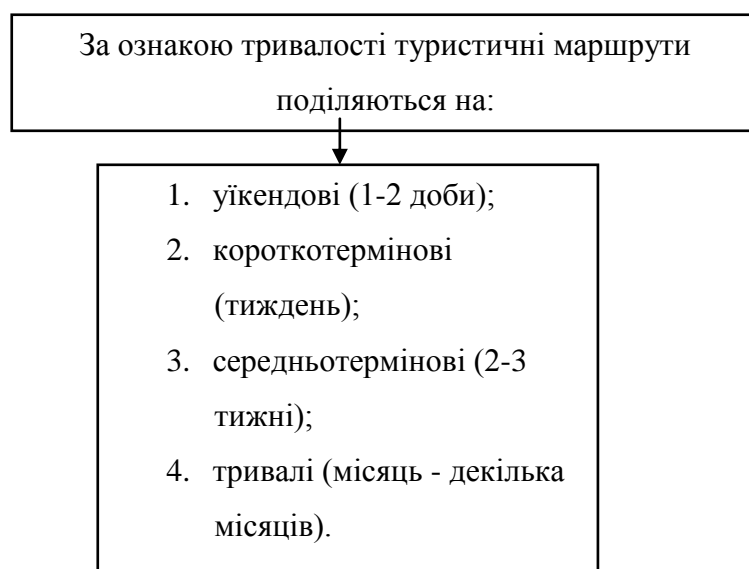 За ознакою тривалості туристичні маршрути
поділяються на:
1. уїкендові (1-2 доби);
2. короткотермінові
(тиждень);
3. середньотермінові (2-3
тижні);
4. тривалі (місяць - декілька
місяців).